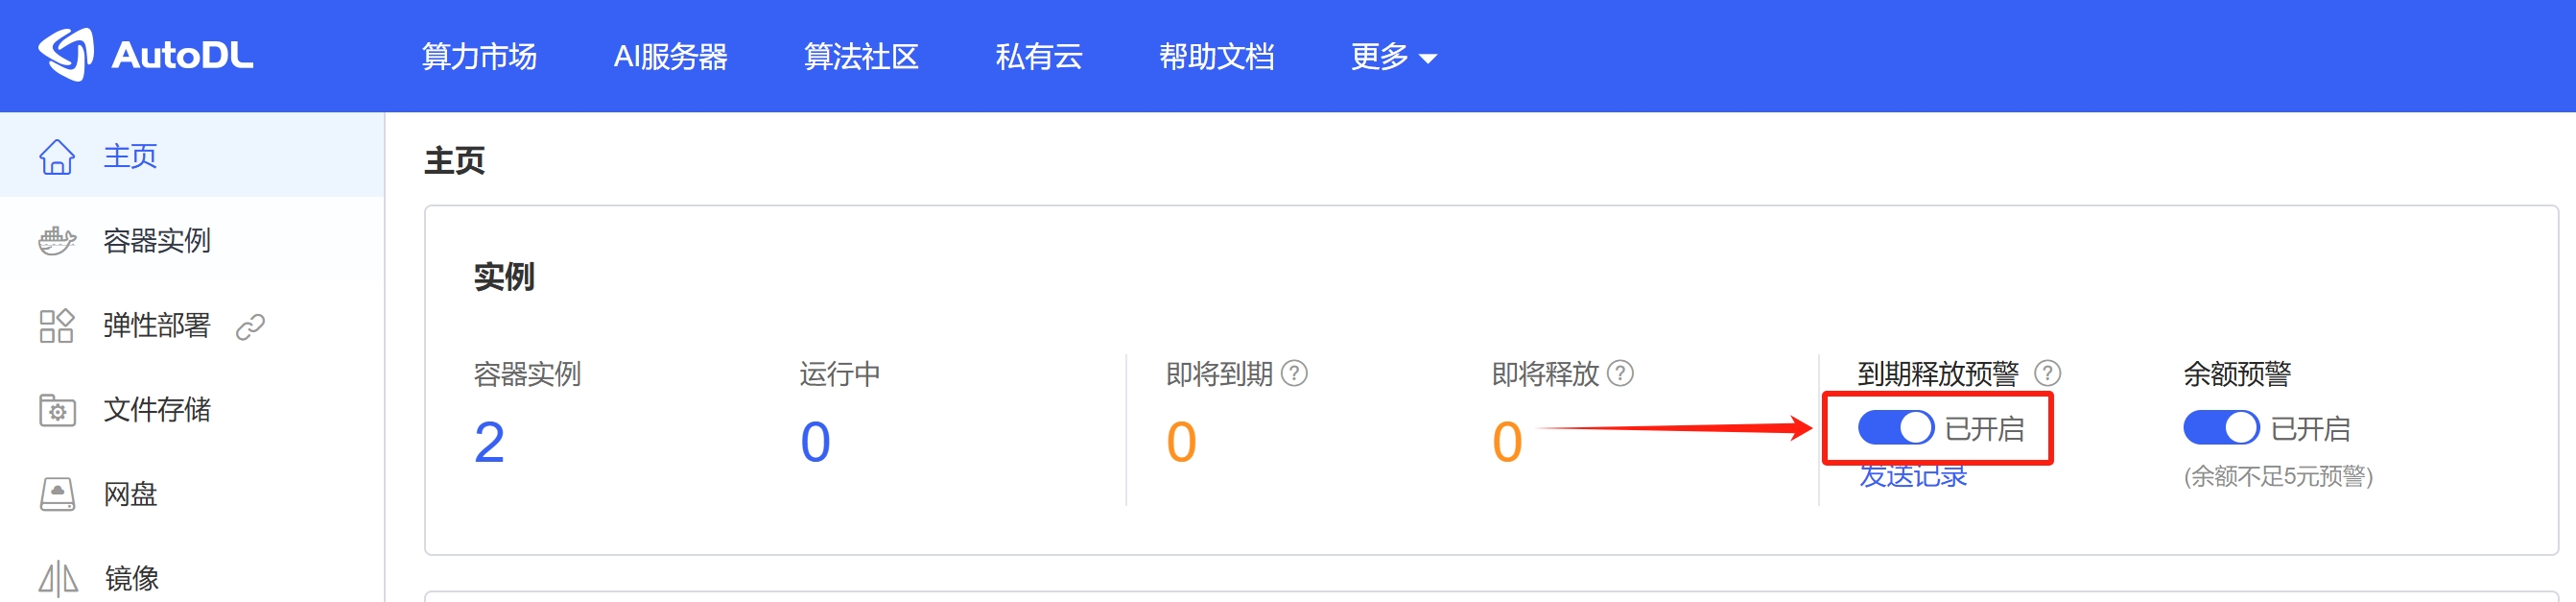 AutoDL 算力市场 AI服务器 算法社区 私有云 帮助文档 更多
主页
容器实例
弹性部署
文件存储
网盘
镜像
主页
实例
容器实例 运行中 即将到期 ? 即将释放 ? 到期释放预警 ? 余额预警
2 0 0 0 已开启 已开启
发送记录 (余额不足5元预警)